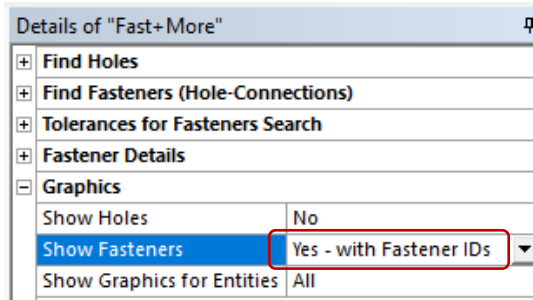 Details of "Fast+More"
Find Holes
Find Fasteners (Hole-Connections)
Tolerances for Fasteners Search
Fastener Details
Graphics
Show Holes No
Show Fasteners Yes - with Fastener IDs
Show Graphics for Entities All